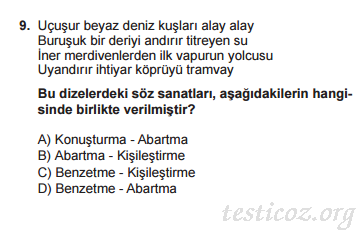 9. Uçuşur beyaz deniz kuşları alay alay
Buruşuk bir deriyi andırır titreyen su
İner merdivenlerden ilk vapurun yolcusu
Uyandırır ihtiyar köprüyü tramvay
Bu dizelerdeki söz sanatları, aşağıdakilerin hangi-
sinde birlikte verilmiştir?
A) Konuşturma - Abartma
B) Abartma - Kişileştirme
C) Benzetme - Kişileştirme
D) Benzetme - Abartma
testicoz.org